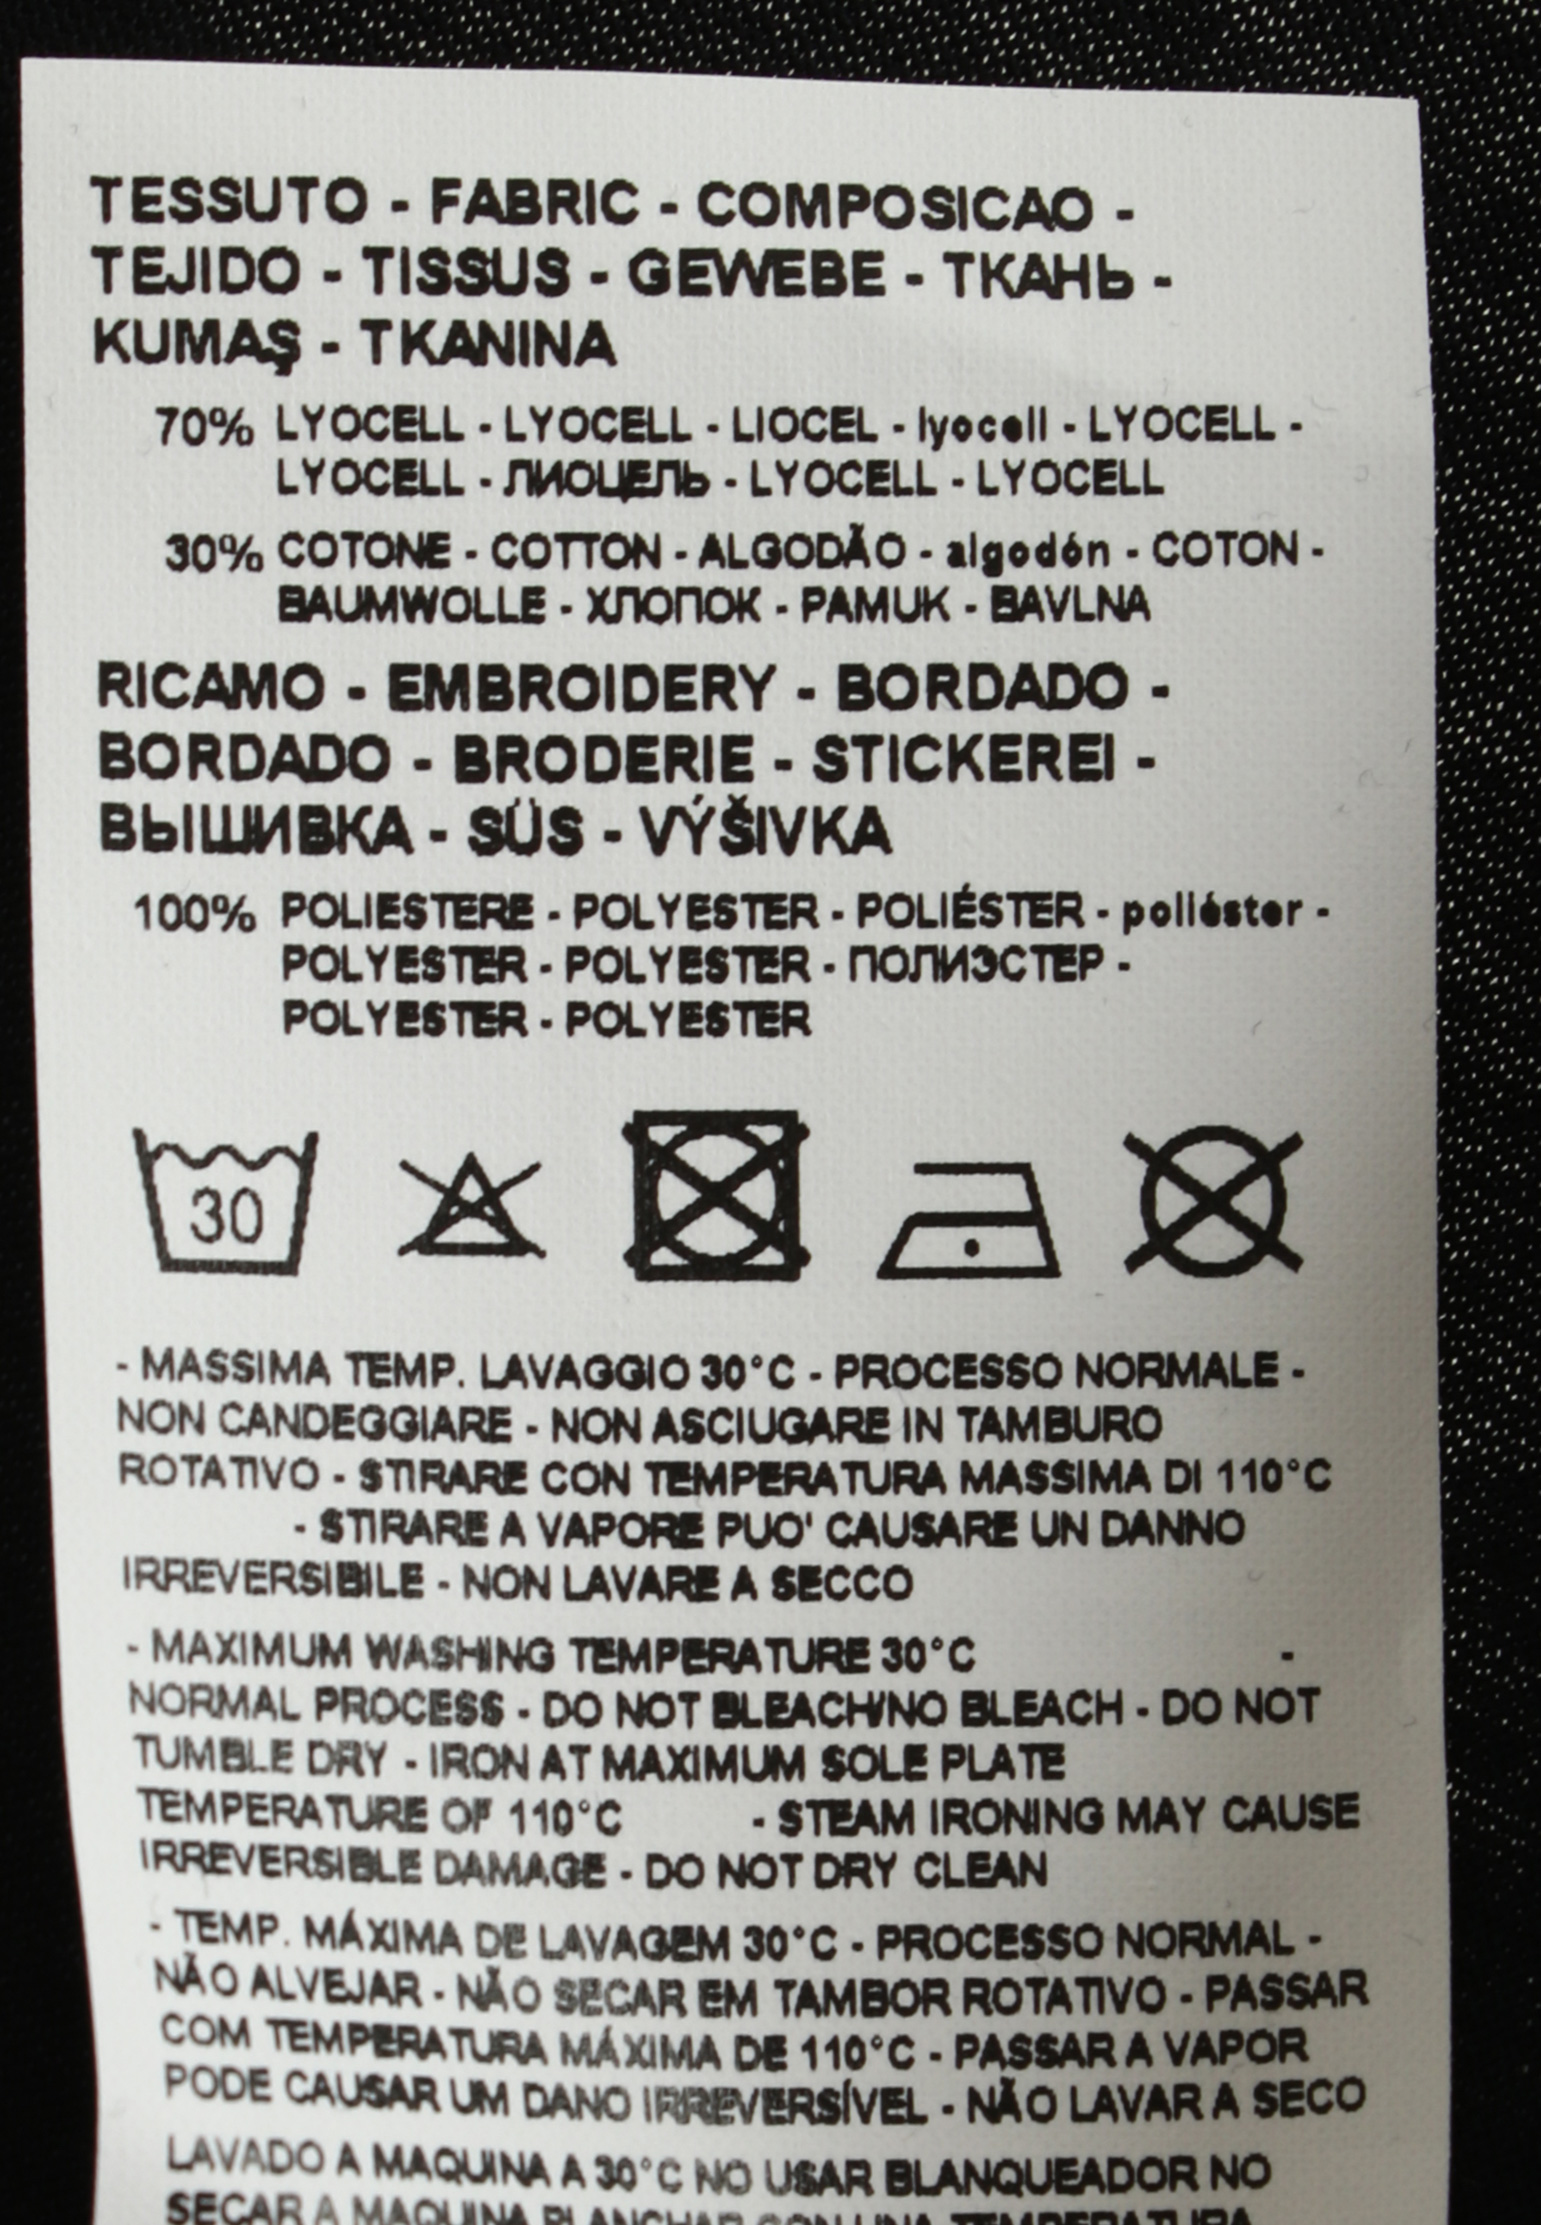 TESSUTO - FABRIC - COMPOSICAO -
TEJIDO - TISSUS - GEWEBE - ТКАНЬ -
KUMAŞ - TKANINA
70% LYOCELL - LYOCELL - LIOCEL - lyocell - LYOCELL -
LYOCELL - ЛИОЦЕЛЬ - LYOCELL - LYOCELL
30% COTONE - COTTON - ALGODÃO - algodón - COTON -
BAUMWOLLE - ХЛОПОК - PAMUK - BAVLNA
RICAMO - EMBROIDERY - BORDADO -
BORDADO - BRODERIE - STICKEREI -
ВЫШИВКА - SÜS - VÝŠIVKA
100% POLIESTERE - POLYESTER - POLIÉSTER - poliéster -
POLYESTER - POLYESTER - ПОЛИЭСТЕР -
POLYESTER - POLYESTER
30
- MASSIMA TEMP. LAVAGGIO 30°C - PROCESSO NORMALE -
NON CANDEGGIARE - NON ASCIUGARE IN TAMBURO
ROTATIVO - STIRARE CON TEMPERATURA MASSIMA DI 110°C
- STIRARE A VAPORE PUO' CAUSARE UN DANNO
IRREVERSIBILE - NON LAVARE A SECCO
- MAXIMUM WASHING TEMPERATURE 30°C -
NORMAL PROCESS - DO NOT BLEACH/NO BLEACH - DO NOT
TUMBLE DRY - IRON AT MAXIMUM SOLE PLATE
TEMPERATURE OF 110°C - STEAM IRONING MAY CAUSE
IRREVERSIBLE DAMAGE - DO NOT DRY CLEAN
- TEMP. MÁXIMA DE LAVAGEM 30°C - PROCESSO NORMAL -
NÃO ALVEJAR - NÃO SECAR EM TAMBOR ROTATIVO - PASSAR
COM TEMPERATURA MÁXIMA DE 110°C - PASSAR A VAPOR
PODE CAUSAR UM DANO IRREVERSÍVEL - NÃO LAVAR A SECO
LAVADO A MAQUINA A 30°C NO USAR BLANQUEADOR NO
SECAR A MAQUINA PLANCHAR CON UNA TEMPERATURA